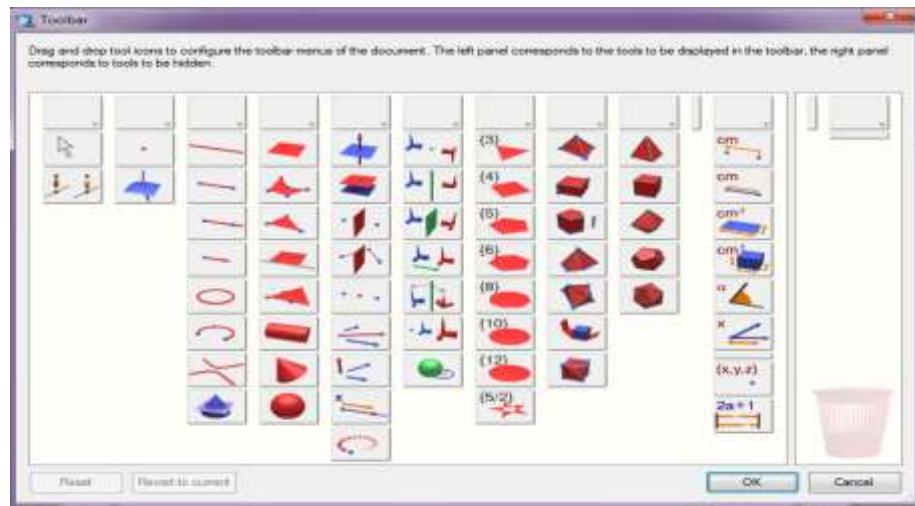 Toolbar
Drag and drop tool icons to configure the toolbar menus of the document. The left panel corresponds to the tools to be displayed in the toolbar, the right panel
corresponds to tools to be hidden.
(3) cm
(4) cm
(5) cm²
(6) cm³
(8) α
(10) x
(12) (x,y,z)
x (5/2) 2a+1
Reset Revert to current OK Cancel